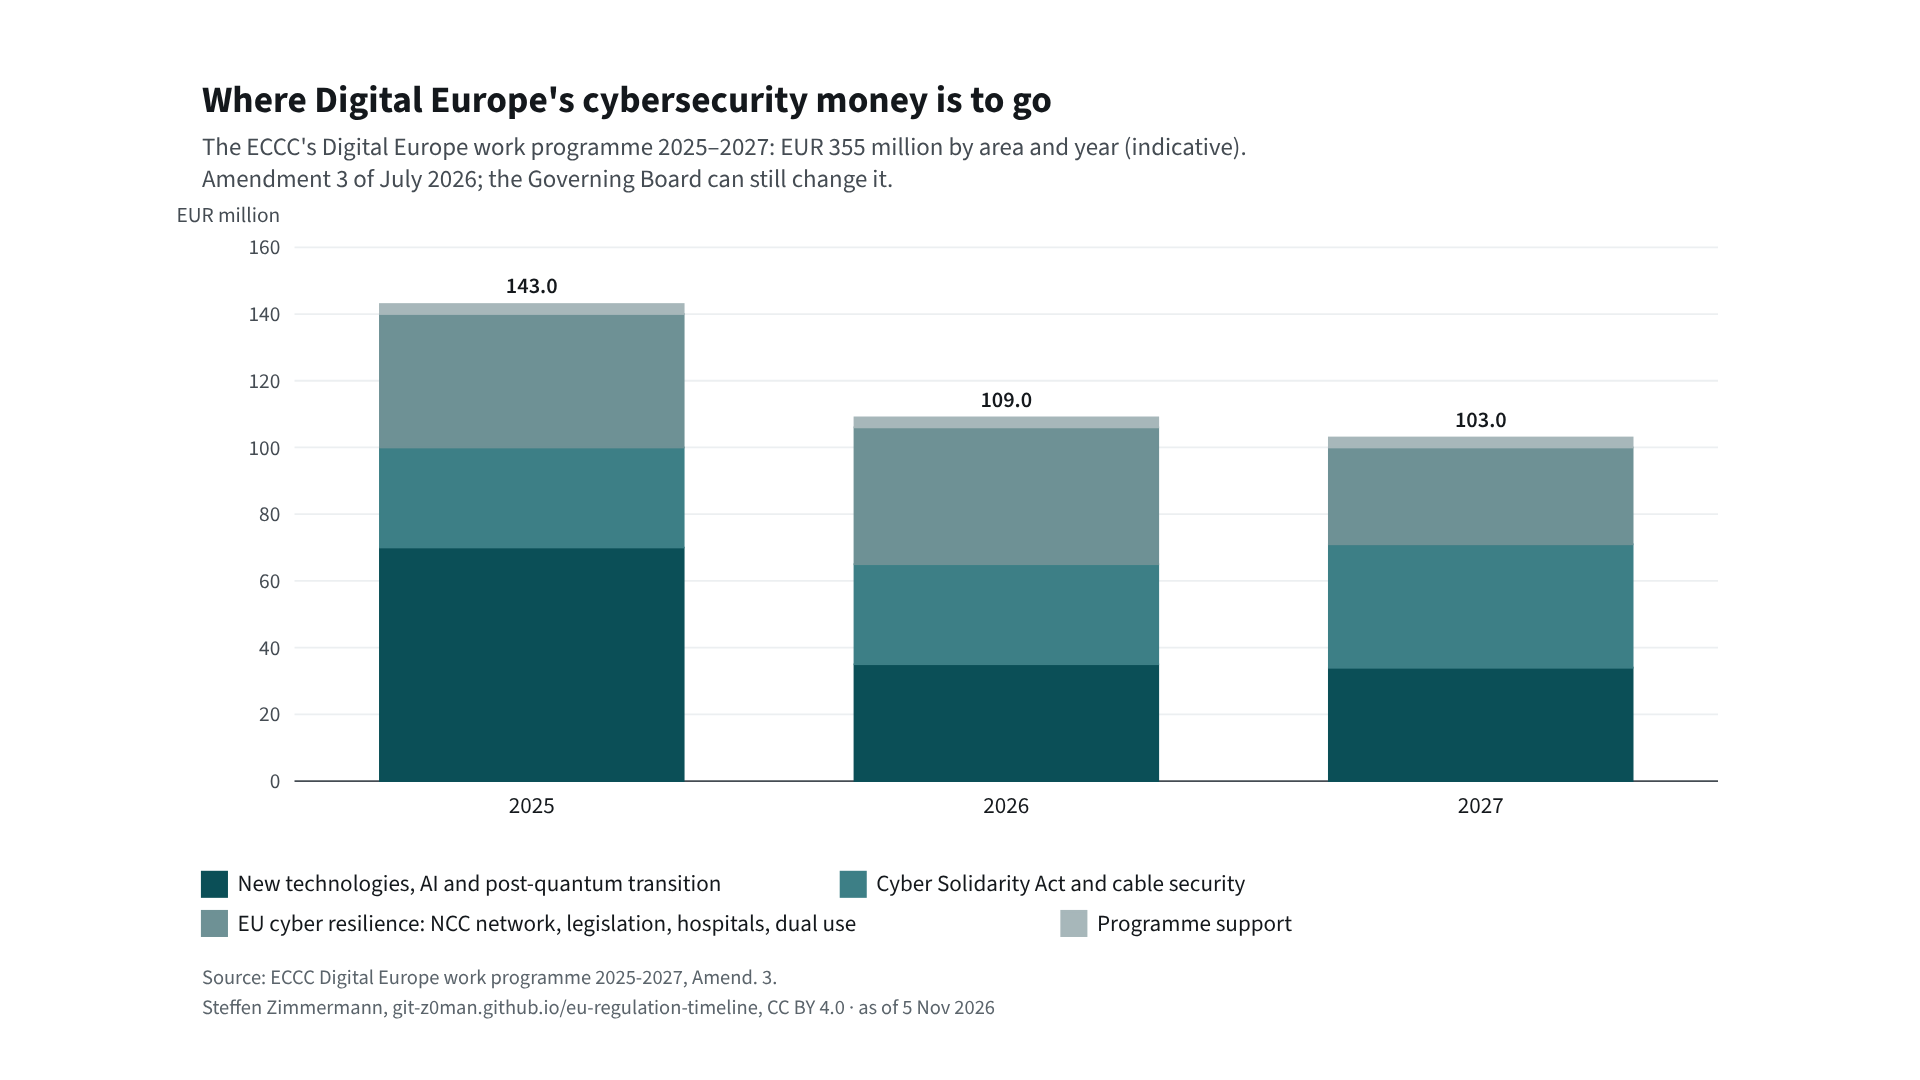 Where Digital Europe's cybersecurity money is to go
The ECCC's Digital Europe work programme 2025–2027: EUR 355 million by area and year (indicative).
Amendment 3 of July 2026; the Governing Board can still change it.
EUR million
160
140
120
100
80
60
40
20
0
143.0
109.0
103.0
2025
2026
2027
New technologies, AI and post-quantum transition
Cyber Solidarity Act and cable security
EU cyber resilience: NCC network, legislation, hospitals, dual use
Programme support
Source: ECCC Digital Europe work programme 2025-2027, Amend. 3.
Steffen Zimmermann, git-z0man.github.io/eu-regulation-timeline, CC BY 4.0 · as of 5 Nov 2026